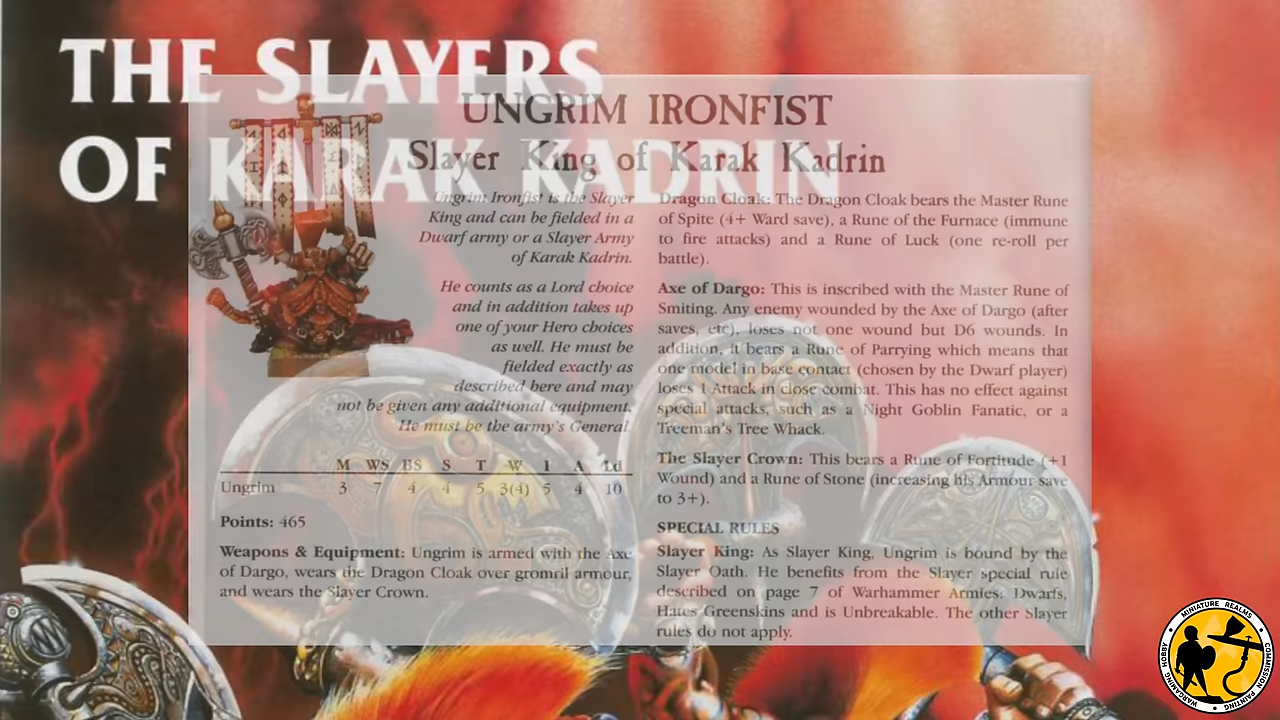 THE SLAYERS
OF KARAK KADRIN
UNGRIM IRONFIST
Slayer King of Karak Kadrin
Ungrim Ironfist is the Slayer
King and can be fielded in a
Dwarf army or a Slayer Army
of Karak Kadrin.
He counts as a Lord choice
and in addition takes up
one of your Hero choices
as well. He must be
fielded exactly as
described here and may
not be given any additional equipment.
He must be the army's General.
M WS BS S T W I A Ld
Ungrim 3 7 4 4 5 3(4) 5 4 10
Points: 465
Weapons & Equipment: Ungrim is armed with the Axe
of Dargo, wears the Dragon Cloak over gromril armour,
and wears the Slayer Crown.
Dragon Cloak: The Dragon Cloak bears the Master Rune
of Spite (4+ Ward save), a Rune of the Furnace (immune
to fire attacks) and a Rune of Luck (one re-roll per
battle).
Axe of Dargo: This is inscribed with the Master Rune of
Smiting. Any enemy wounded by the Axe of Dargo (after
saves, etc), loses not one wound but D6 wounds. In
addition, it bears a Rune of Parrying which means that
one model in base contact (chosen by the Dwarf player)
loses 1 Attack in close combat. This has no effect against
special attacks, such as a Night Goblin Fanatic, or a
Treeman's Tree Whack.
The Slayer Crown: This bears a Rune of Fortitude (+1
Wound) and a Rune of Stone (increasing his Armour save
to 3+).
SPECIAL RULES
Slayer King: As Slayer King, Ungrim is bound by the
Slayer Oath. He benefits from the Slayer special rule
described on page 7 of Warhammer Armies: Dwarfs,
Hates Greenskins and is Unbreakable. The other Slayer
rules do not apply.
MINIATURE REALMS
WARGAMING HOBBY
COMMISSION PAINTING